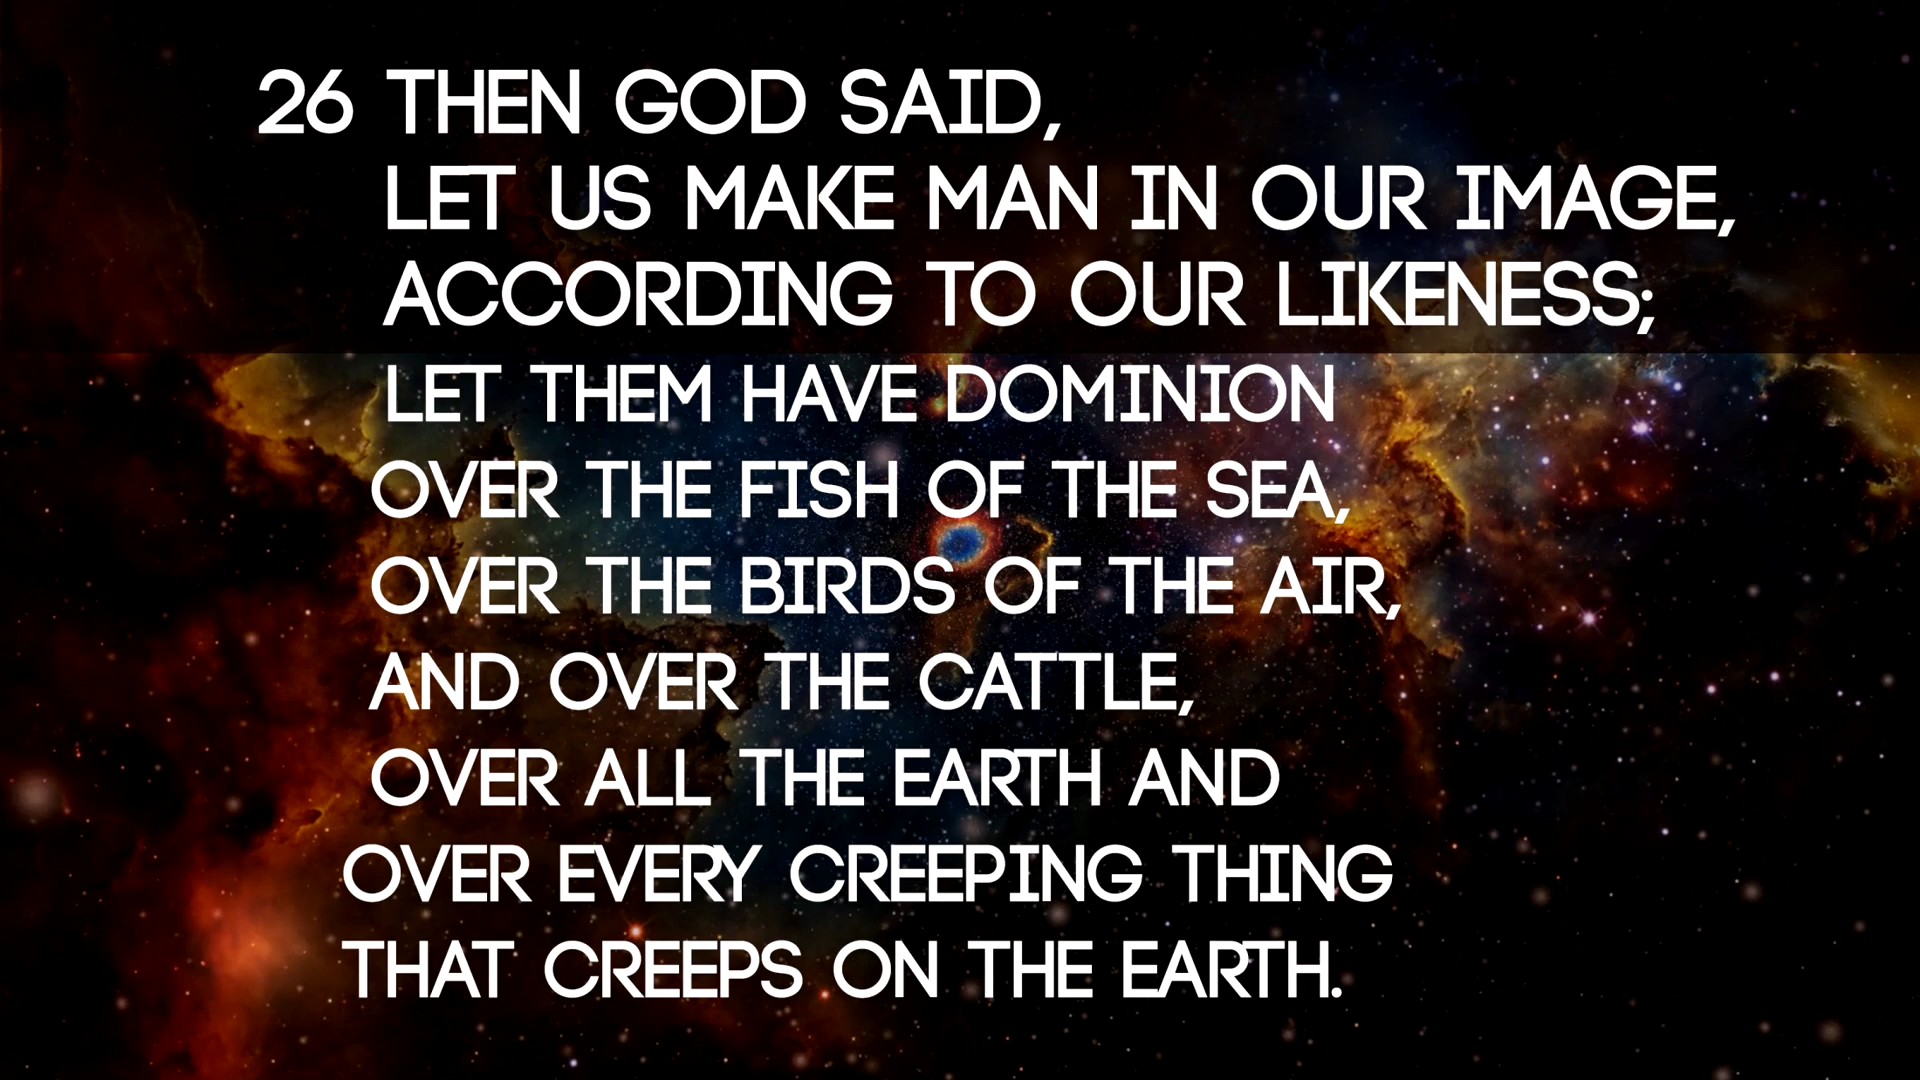 26 THEN GOD SAID,
LET US MAKE MAN IN OUR IMAGE,
ACCORDING TO OUR LIKENESS;
LET THEM HAVE DOMINION
OVER THE FISH OF THE SEA,
OVER THE BIRDS OF THE AIR,
AND OVER THE CATTLE,
OVER ALL THE EARTH AND
OVER EVERY CREEPING THING
THAT CREEPS ON THE EARTH.